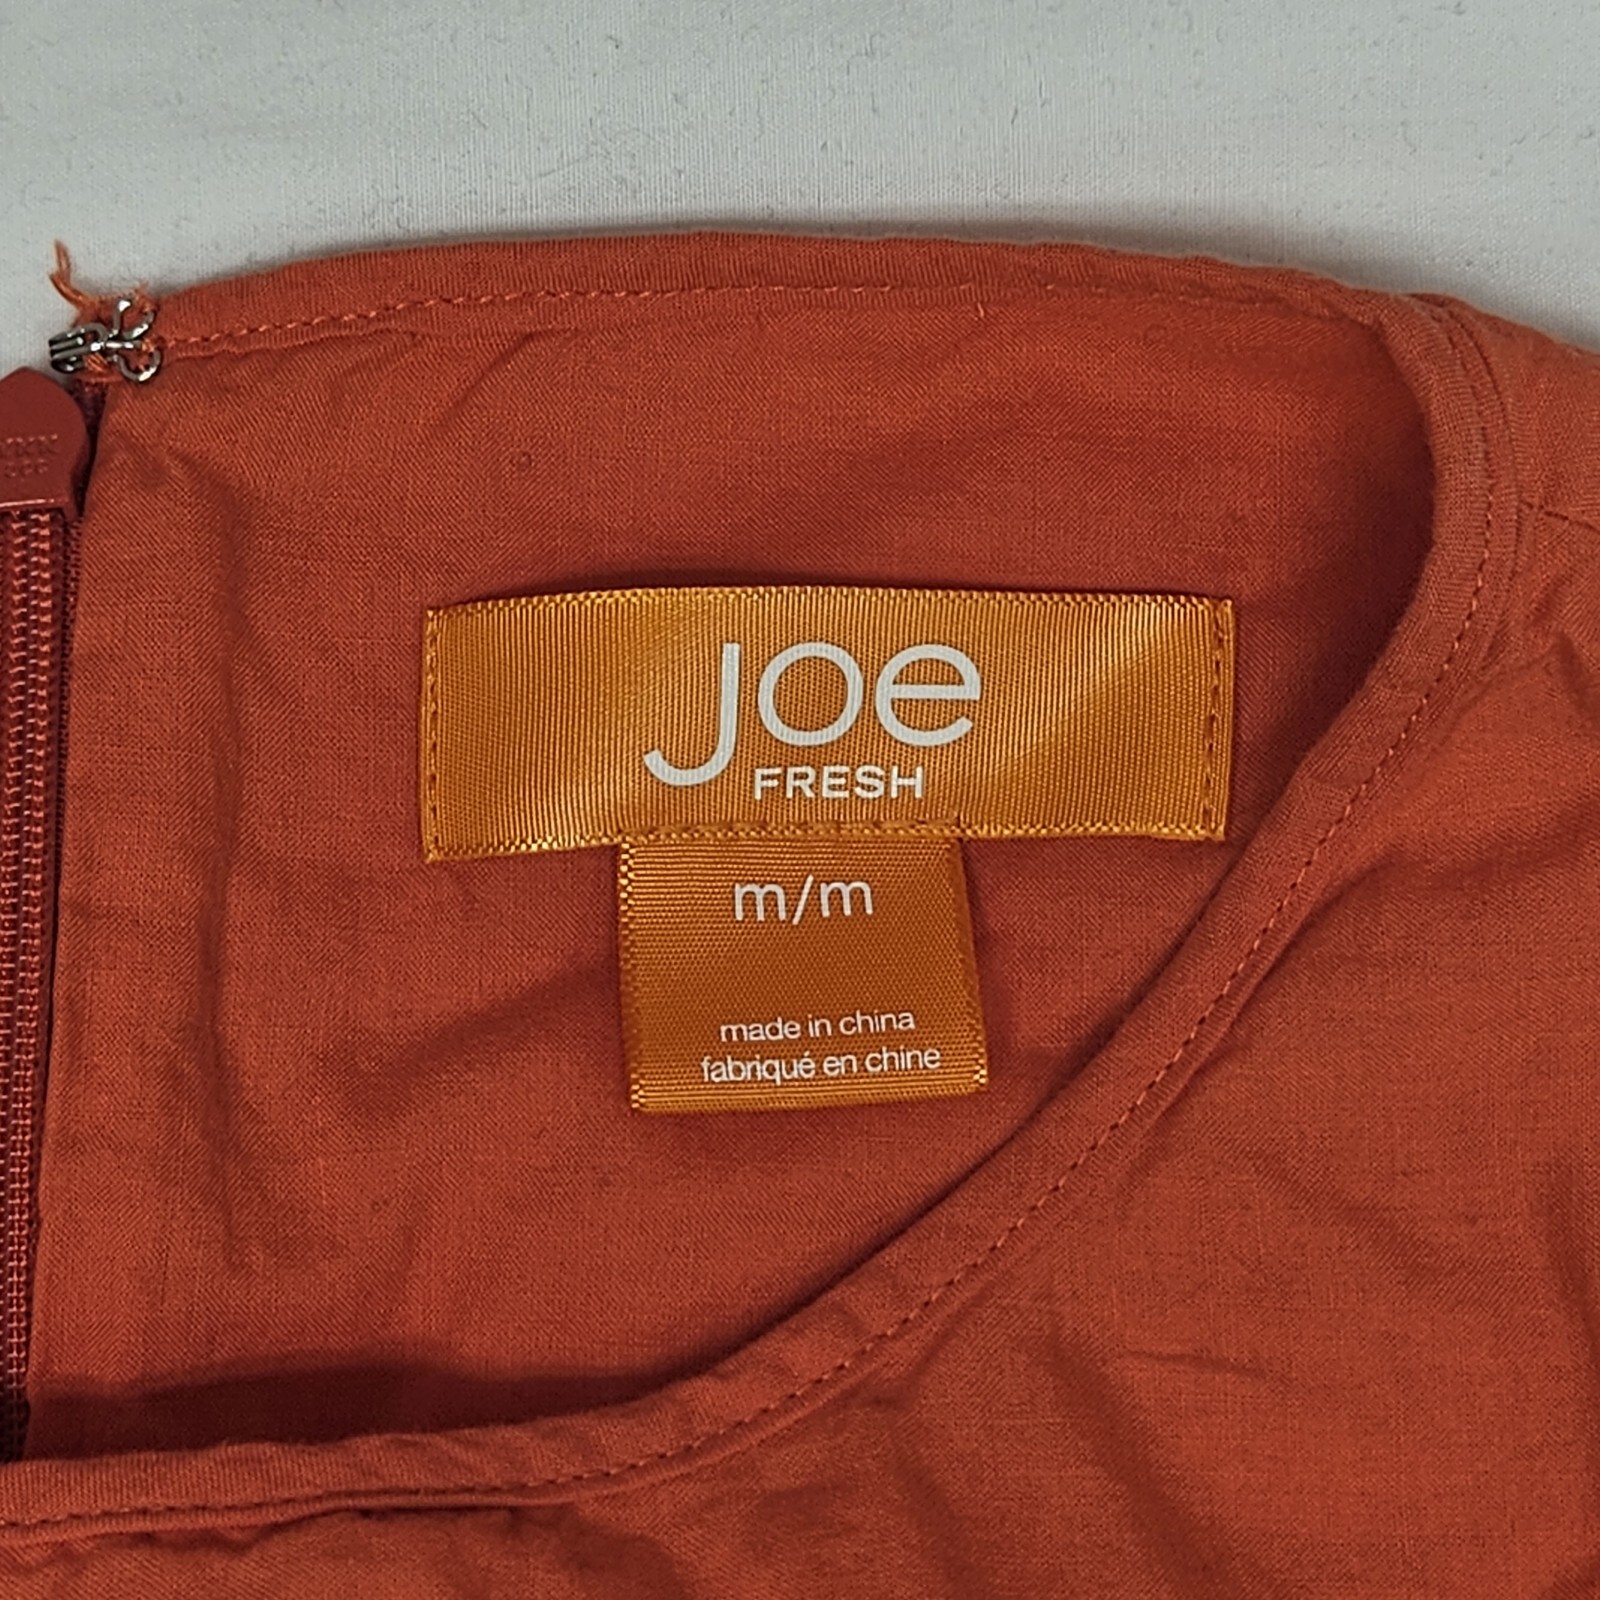 joe
FRESH
m/m
made in china
fabriqué en chine